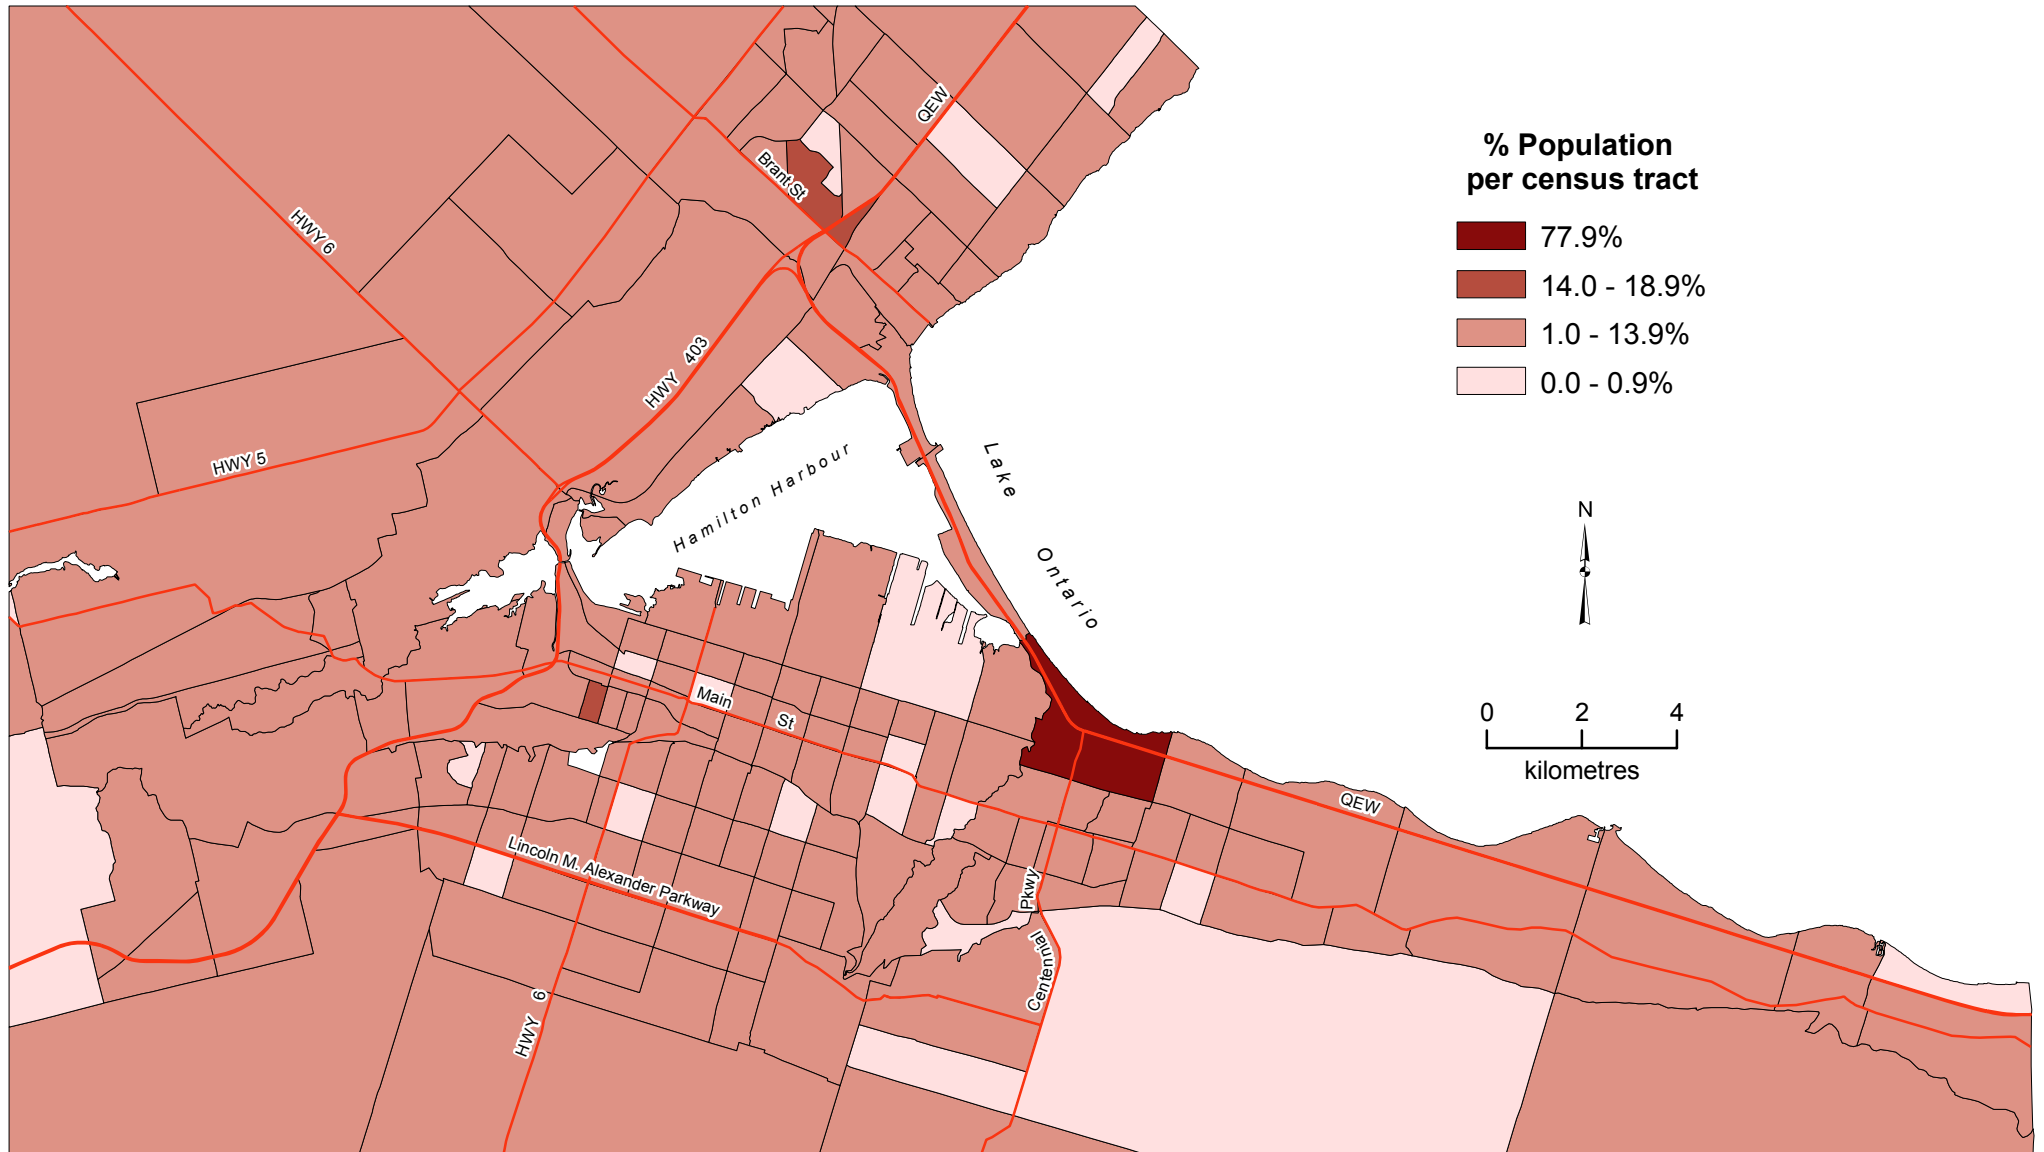 QEW
Brant St
HWY 6
HWY 403
HWY 5
Hamilton Harbour
Lake
Ontario
Main
St
QEW
Lincoln M. Alexander Parkway
Centennial
Pkwy
HWY 6
% Population
per census tract
77.9%
14.0 - 18.9%
1.0 - 13.9%
0.0 - 0.9%
N
0 2 4
kilometres